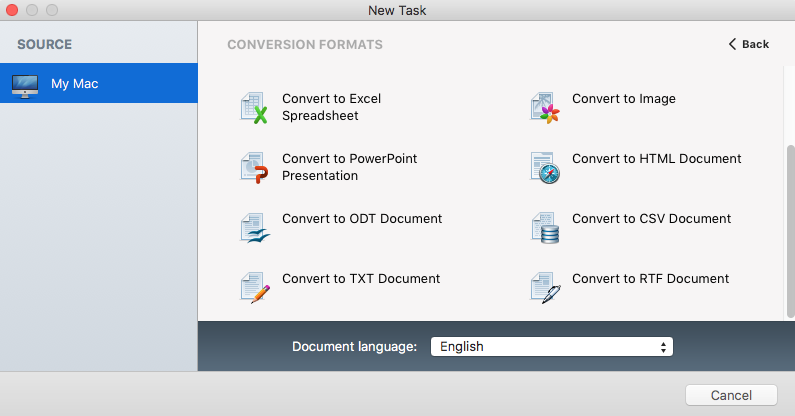 New Task
SOURCE
My Mac
CONVERSION FORMATS
Back
Convert to Excel
Spreadsheet
Convert to Image
Convert to PowerPoint
Presentation
Convert to HTML Document
Convert to ODT Document
Convert to CSV Document
Convert to TXT Document
Convert to RTF Document
Document language:
English
Cancel